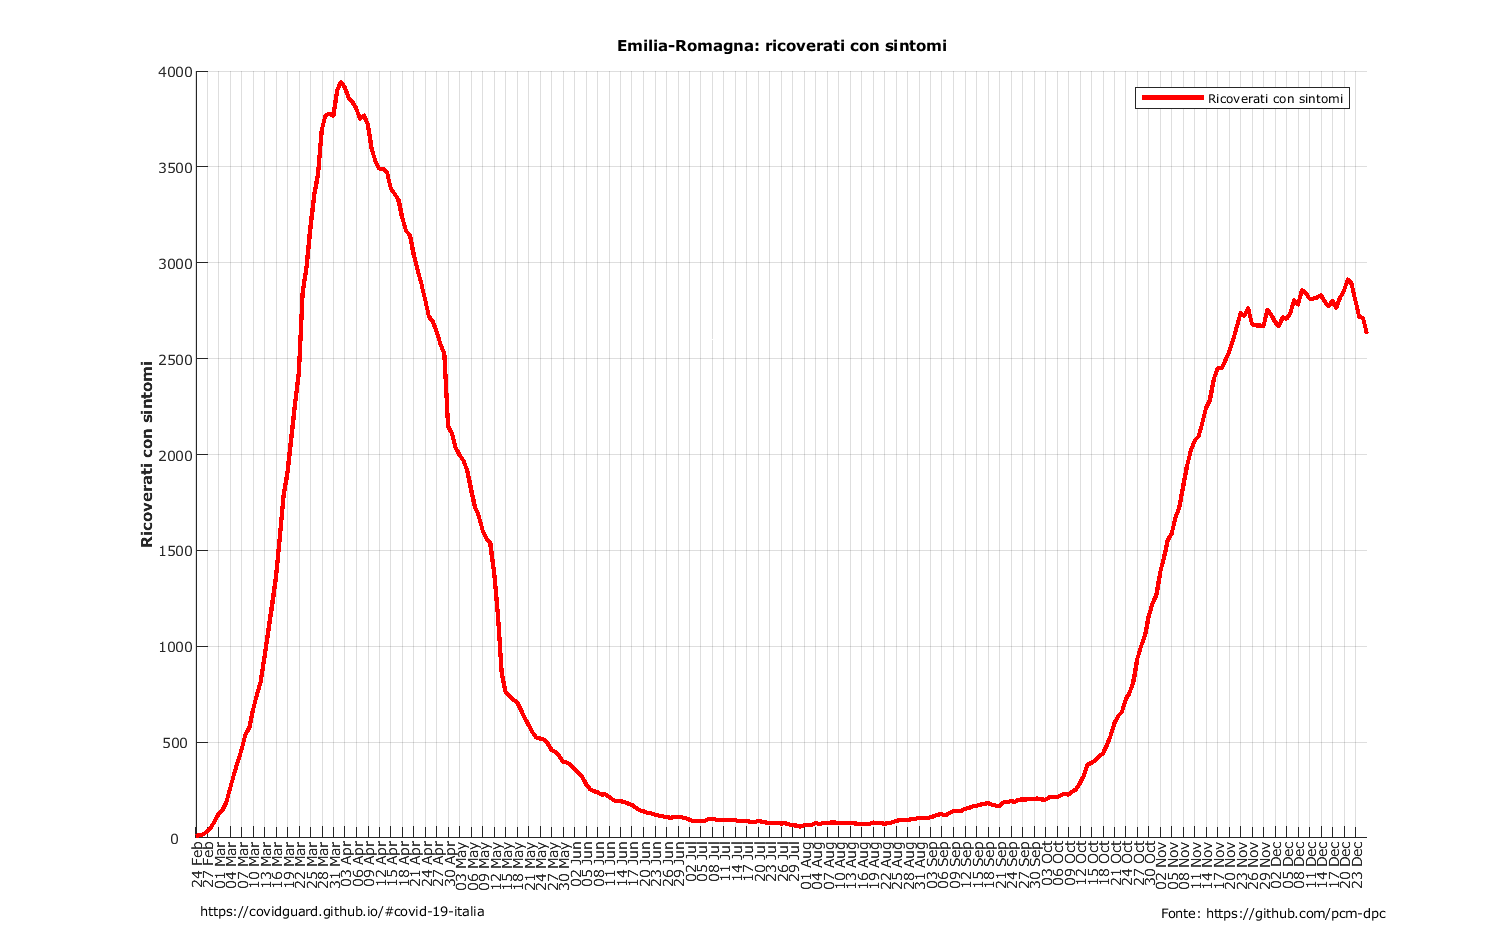 Emilia-Romagna: ricoverati con sintomi
Ricoverati con sintomi
Ricoverati con sintomi
4000
3500
3000
2500
2000
1500
1000
500
0
24 Feb
27 Feb
01 Mar
04 Mar
07 Mar
10 Mar
13 Mar
16 Mar
19 Mar
22 Mar
25 Mar
28 Mar
31 Mar
03 Apr
06 Apr
09 Apr
12 Apr
15 Apr
18 Apr
21 Apr
24 Apr
27 Apr
30 Apr
03 May
06 May
09 May
12 May
15 May
18 May
21 May
24 May
27 May
30 May
02 Jun
05 Jun
08 Jun
11 Jun
14 Jun
17 Jun
20 Jun
23 Jun
26 Jun
29 Jun
02 Jul
05 Jul
08 Jul
11 Jul
14 Jul
17 Jul
20 Jul
23 Jul
26 Jul
29 Jul
01 Aug
04 Aug
07 Aug
10 Aug
13 Aug
16 Aug
19 Aug
22 Aug
25 Aug
28 Aug
31 Aug
03 Sep
06 Sep
09 Sep
12 Sep
15 Sep
18 Sep
21 Sep
24 Sep
27 Sep
30 Sep
03 Oct
06 Oct
09 Oct
12 Oct
15 Oct
18 Oct
21 Oct
24 Oct
27 Oct
30 Oct
02 Nov
05 Nov
08 Nov
11 Nov
14 Nov
17 Nov
20 Nov
23 Nov
26 Nov
29 Nov
02 Dec
05 Dec
08 Dec
11 Dec
14 Dec
17 Dec
20 Dec
23 Dec
https://covidguard.github.io/#covid-19-italia
Fonte: https://github.com/pcm-dpc